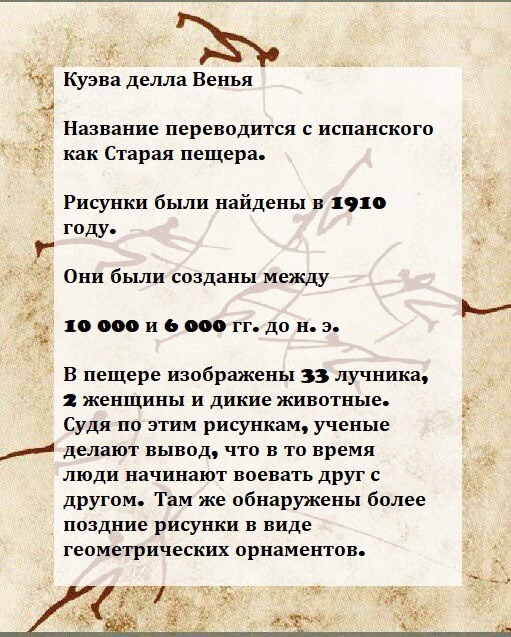 Куэва делла Венья
Название переводится с испанского
как Старая пещера.
Рисунки были найдены в 1910
году.
Они были созданы между
10 000 и 6 000 гг. до н. э.
В пещере изображены 33 лучника,
2 женщины и дикие животные.
Судя по этим рисункам, ученые
делают вывод, что в то время
люди начинают воевать друг с
другом. Там же обнаружены более
поздние рисунки в виде
геометрических орнаментов.